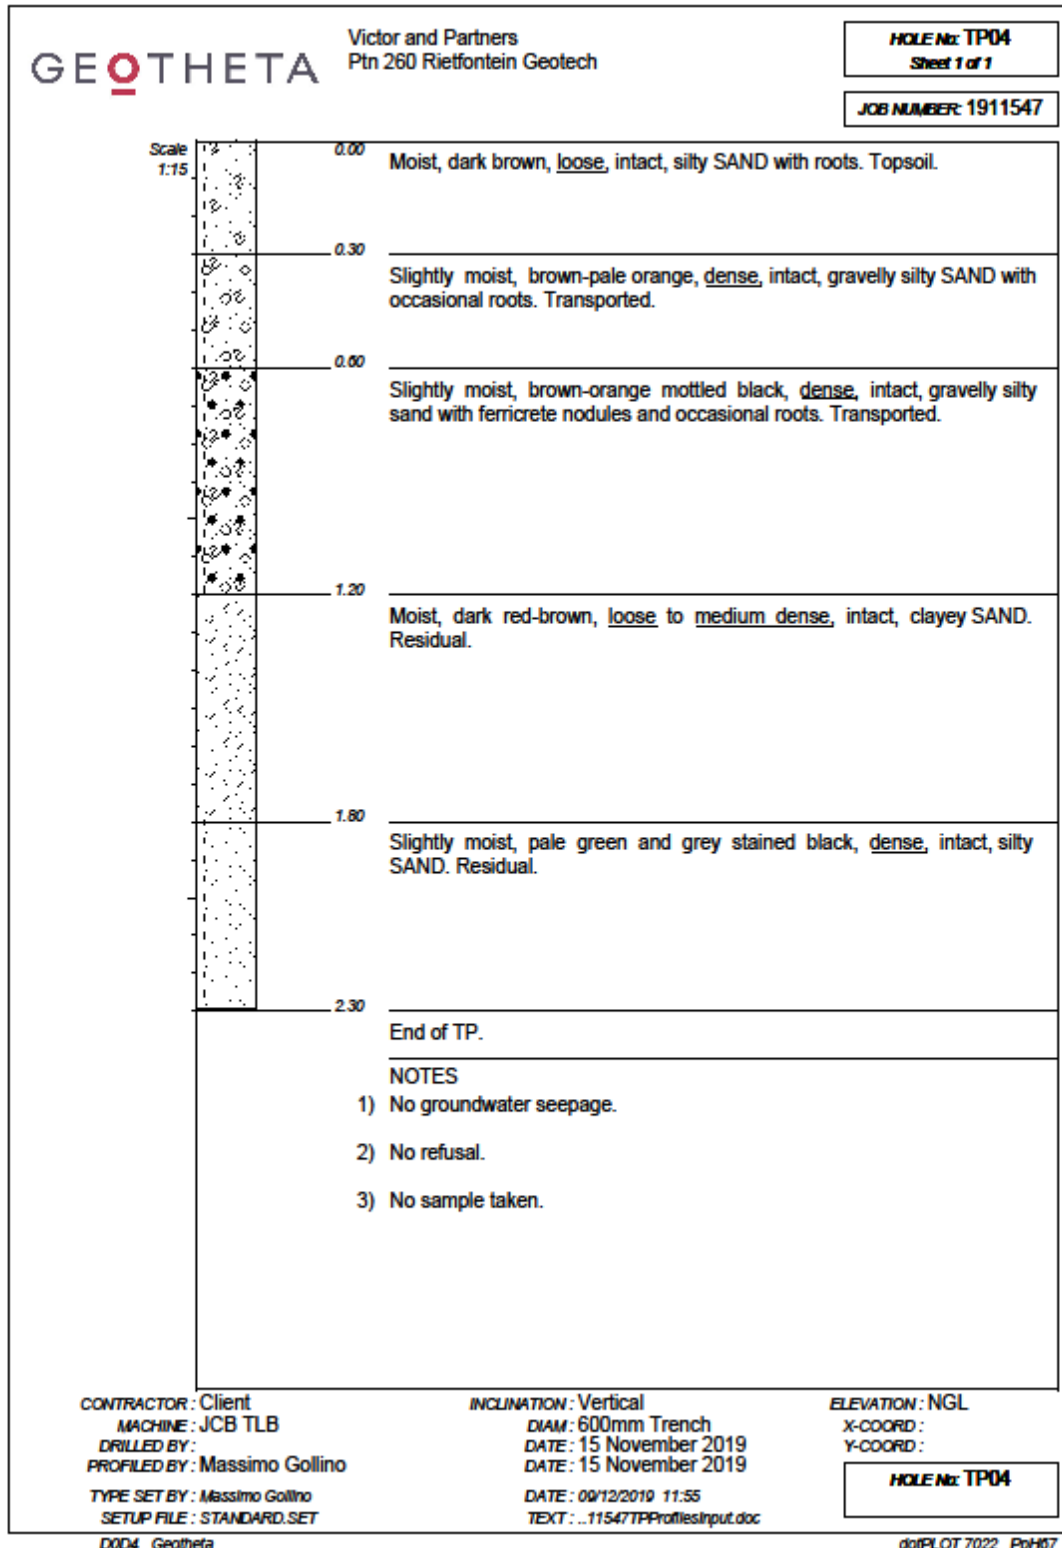 GEOTHETA
Victor and Partners
Ptn 260 Rietfontein Geotech
HOLE No: TP04
Sheet 1 of 1
JOB NUMBER: 1911547
Scale
1:15
0.00
Moist, dark brown, loose, intact, silty SAND with roots. Topsoil.
0.30
Slightly moist, brown-pale orange, dense, intact, gravelly silty SAND with
occasional roots. Transported.
0.60
Slightly moist, brown-orange mottled black, dense, intact, gravelly silty
sand with ferricrete nodules and occasional roots. Transported.
1.20
Moist, dark red-brown, loose to medium dense, intact, clayey SAND.
Residual.
1.80
Slightly moist, pale green and grey stained black, dense, intact, silty
SAND. Residual.
2.30
End of TP.
NOTES
1) No groundwater seepage.
2) No refusal.
3) No sample taken.
CONTRACTOR : Client
MACHINE : JCB TLB
DRILLED BY :
PROFILED BY : Massimo Gollino
TYPE SET BY : Massimo Gollino
SETUP FILE : STANDARD.SET
INCLINATION : Vertical
DIAM : 600mm Trench
DATE : 15 November 2019
DATE : 15 November 2019
DATE : 09/12/2019 11:55
TEXT : ..11547TPProfilesInput.doc
ELEVATION : NGL
X-COORD :
Y-COORD :
HOLE No: TP04
D0D4 Geotheta
dotPLOT 7022 PpH67